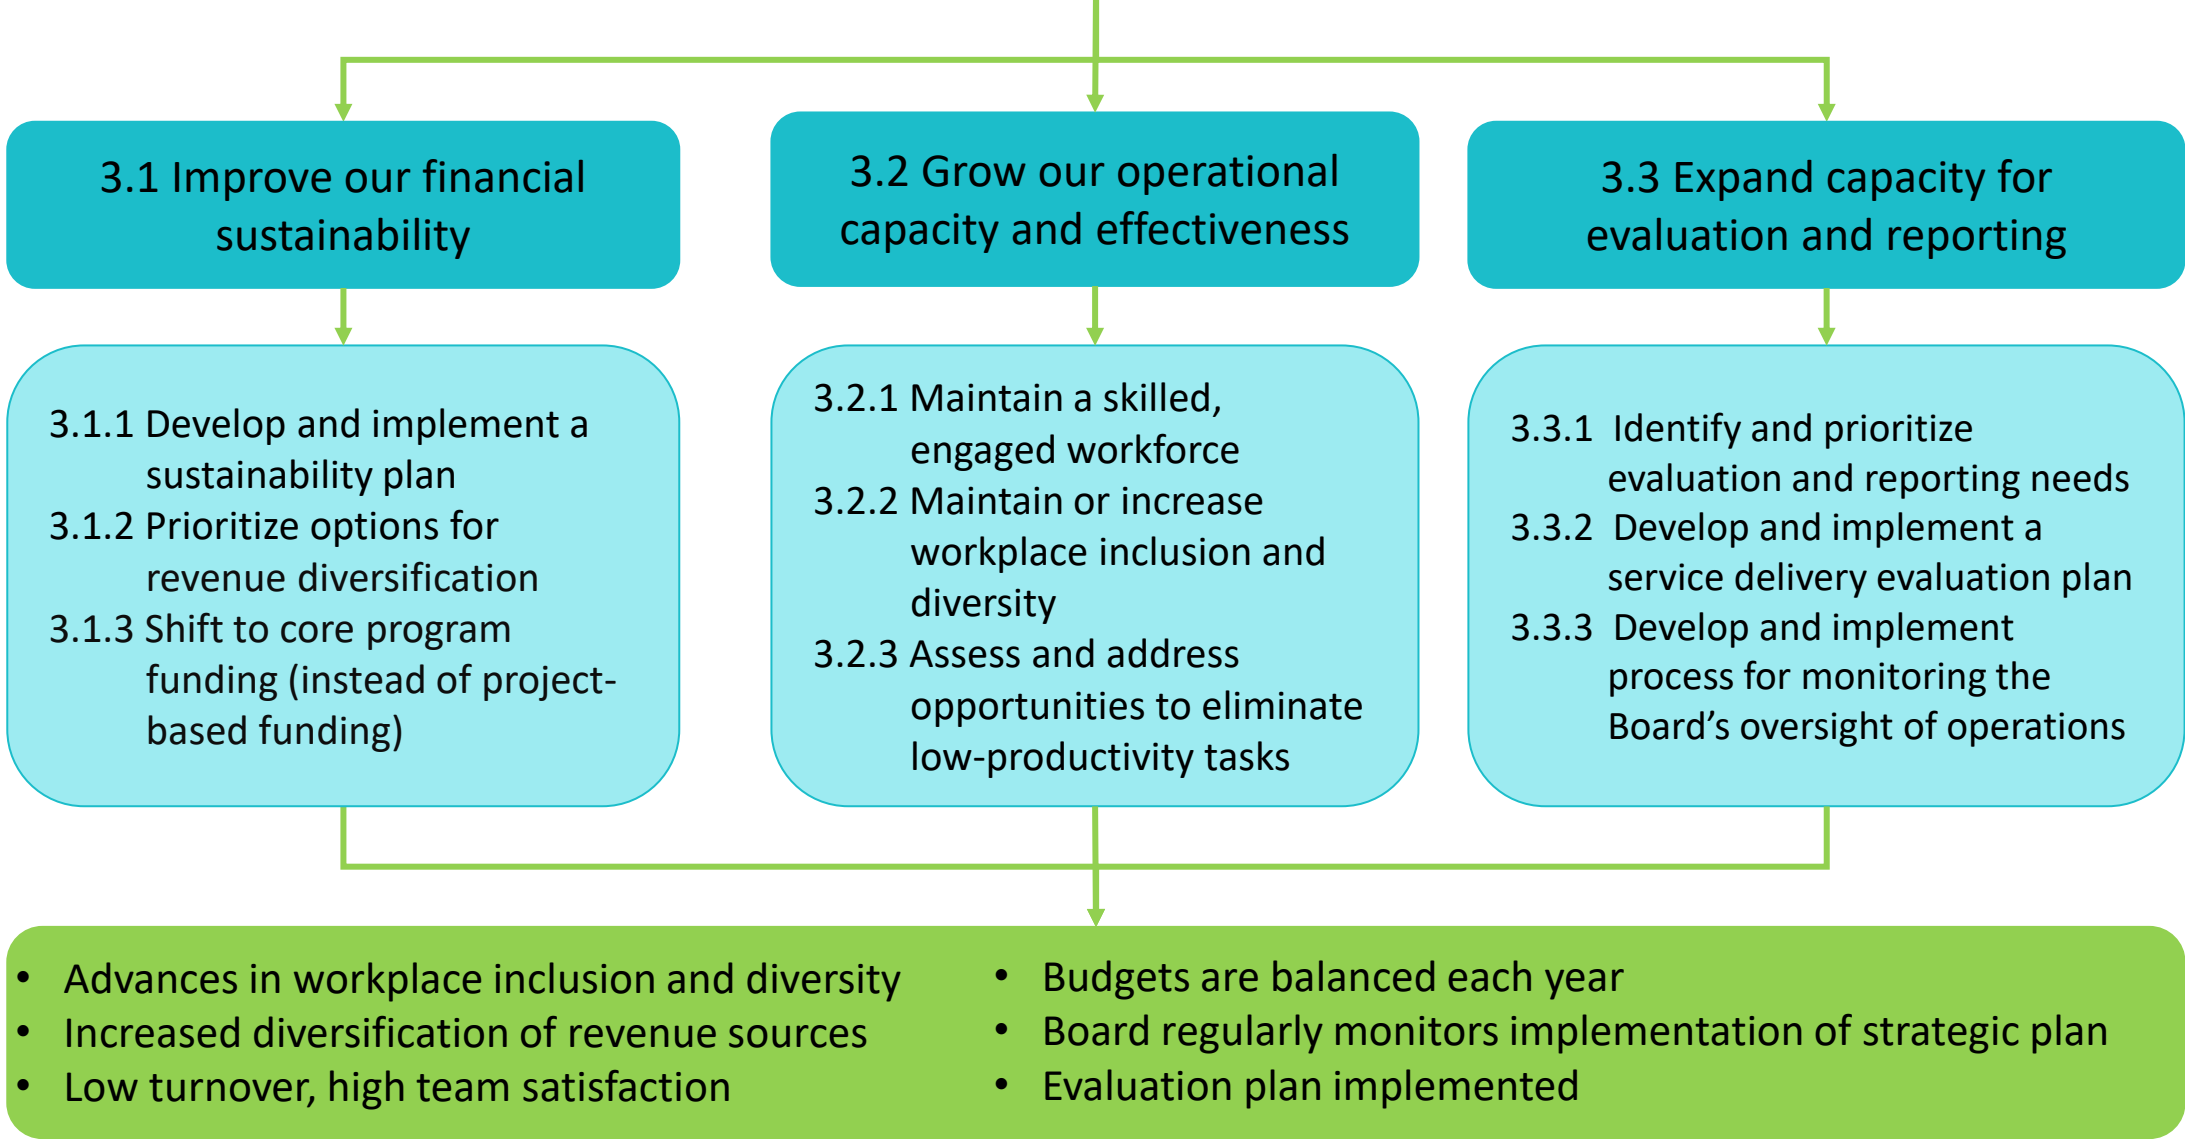 3.1 Improve our financial
sustainability
3.2 Grow our operational
capacity and effectiveness
3.3 Expand capacity for
evaluation and reporting
3.1.1 Develop and implement a
sustainability plan
3.1.2 Prioritize options for
revenue diversification
3.1.3 Shift to core program
funding (instead of project-
based funding)
3.2.1 Maintain a skilled,
engaged workforce
3.2.2 Maintain or increase
workplace inclusion and
diversity
3.2.3 Assess and address
opportunities to eliminate
low-productivity tasks
3.3.1 Identify and prioritize
evaluation and reporting needs
3.3.2 Develop and implement a
service delivery evaluation plan
3.3.3 Develop and implement
process for monitoring the
Board’s oversight of operations
• Advances in workplace inclusion and diversity
• Increased diversification of revenue sources
• Low turnover, high team satisfaction
• Budgets are balanced each year
• Board regularly monitors implementation of strategic plan
• Evaluation plan implemented